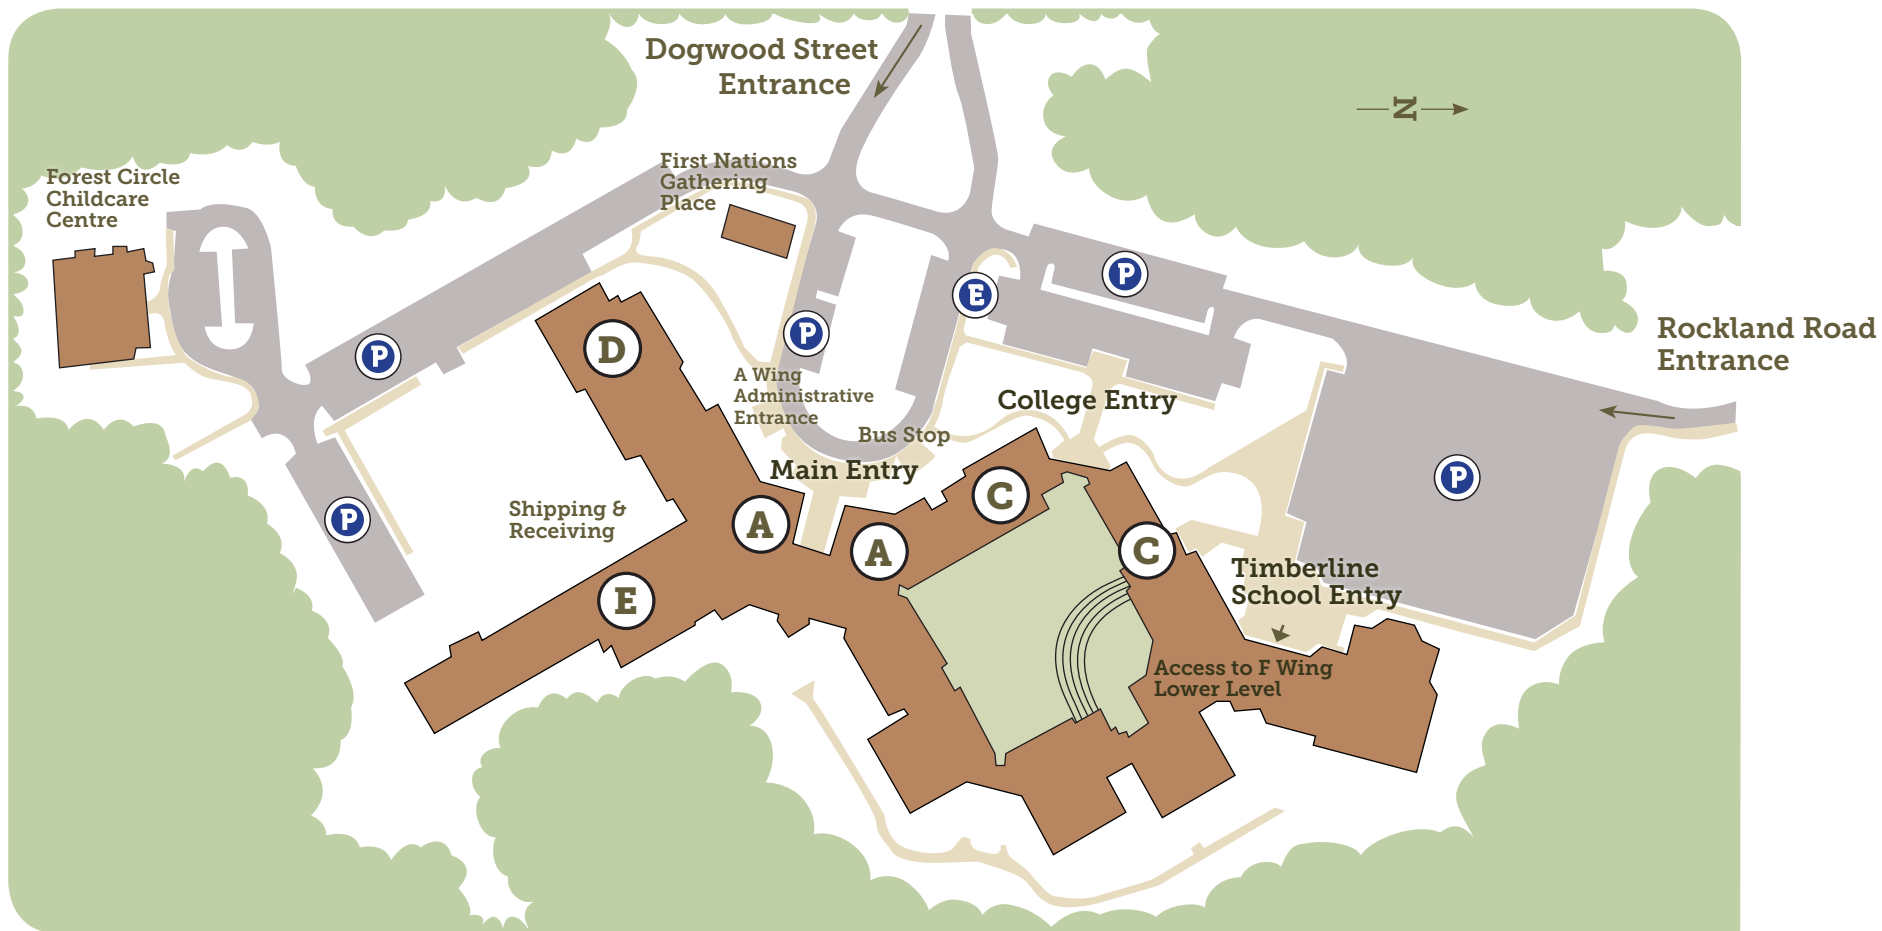 Dogwood Street
Entrance
N
First Nations
Gathering
Place
Forest Circle
Childcare
Centre
P
E
P
P
P
Rockland Road
Entrance
D
A Wing
Administrative
Entrance
College Entry
Bus Stop
Main Entry
P
P
C
Shipping &
Receiving
A
A
C
Timberline
School Entry
E
Access to F Wing
Lower Level